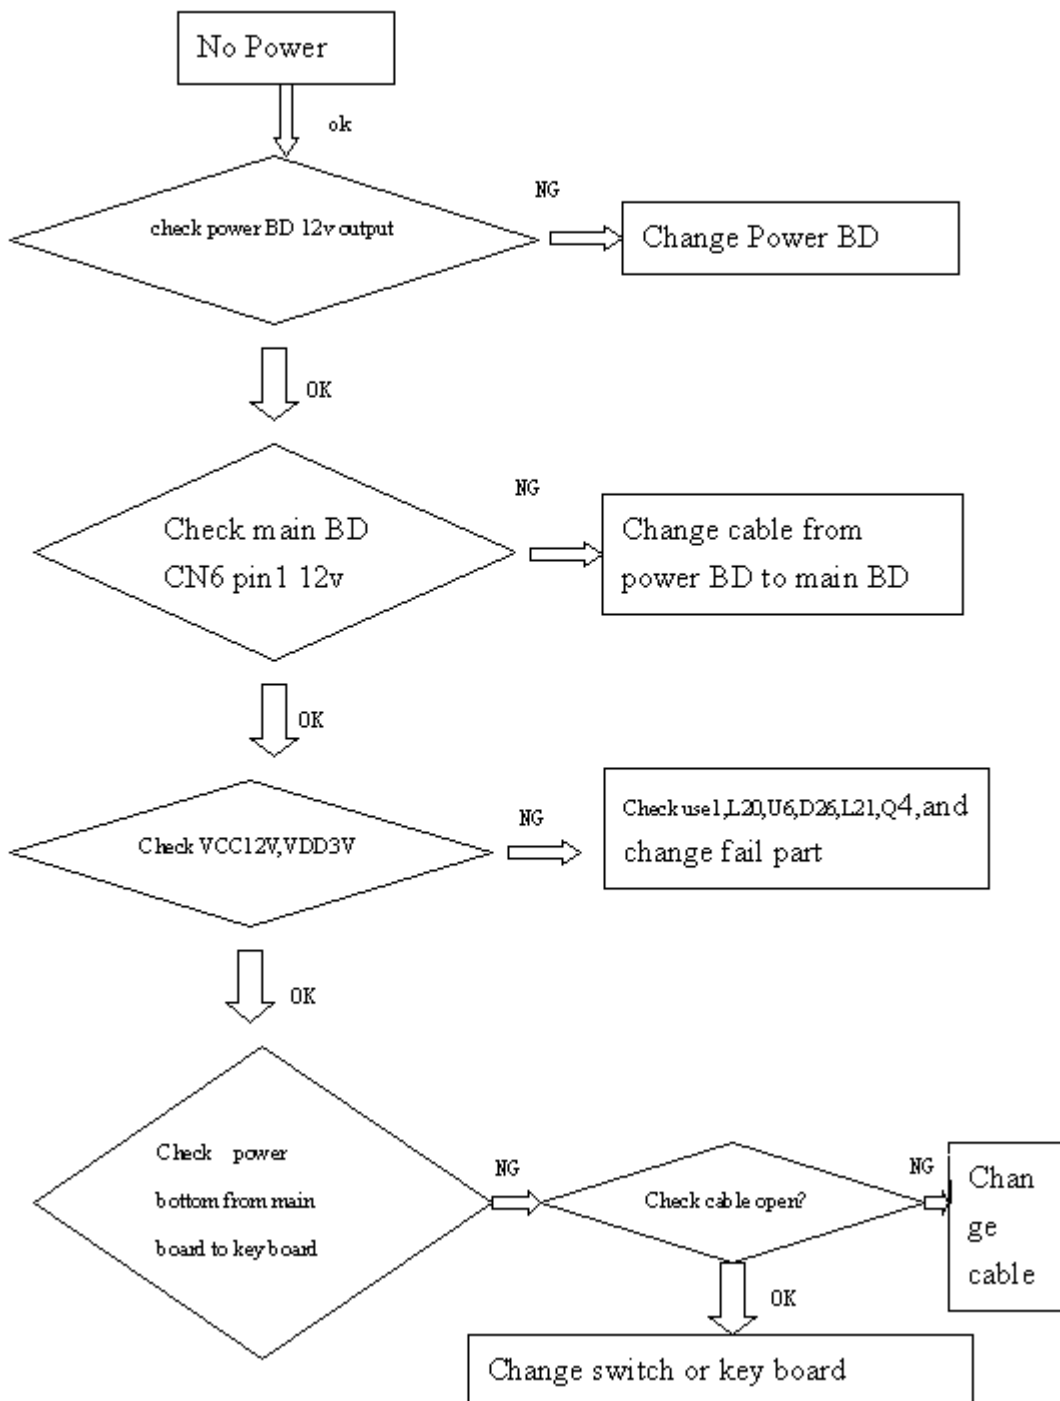 No Power
ok
check power BD 12v output
NG
Change Power BD
OK
Check main BD
CN6 pin1 12v
NG
Change cable from
power BD to main BD
OK
Check VCC12V,VDD3V
NG
Check use1,L20,U6,D26,L21,Q4,and
change fail part
OK
Check power
bottom from main
board to key board
NG
Check cable open?
NG
Chan
ge
cable
OK
Change switch or key board